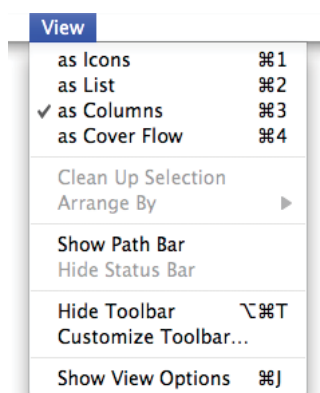 View
as Icons ⌘1
as List ⌘2
✓ as Columns ⌘3
as Cover Flow ⌘4
Clean Up Selection
Arrange By ▶
Show Path Bar
Hide Status Bar
Hide Toolbar ⌥⌘T
Customize Toolbar...
Show View Options ⌘J